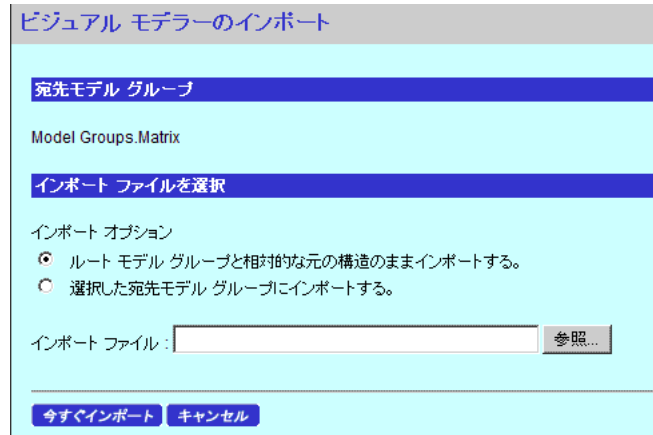 ビジュアル モデラーのインポート
宛先モデル グループ
Model Groups.Matrix
インポート ファイルを選択
インポート オプション
ルート モデル グループと相対的な元の構造のままインポートする。
選択した宛先モデル グループにインポートする。
インポート ファイル : 参照...
今すぐインポート キャンセル